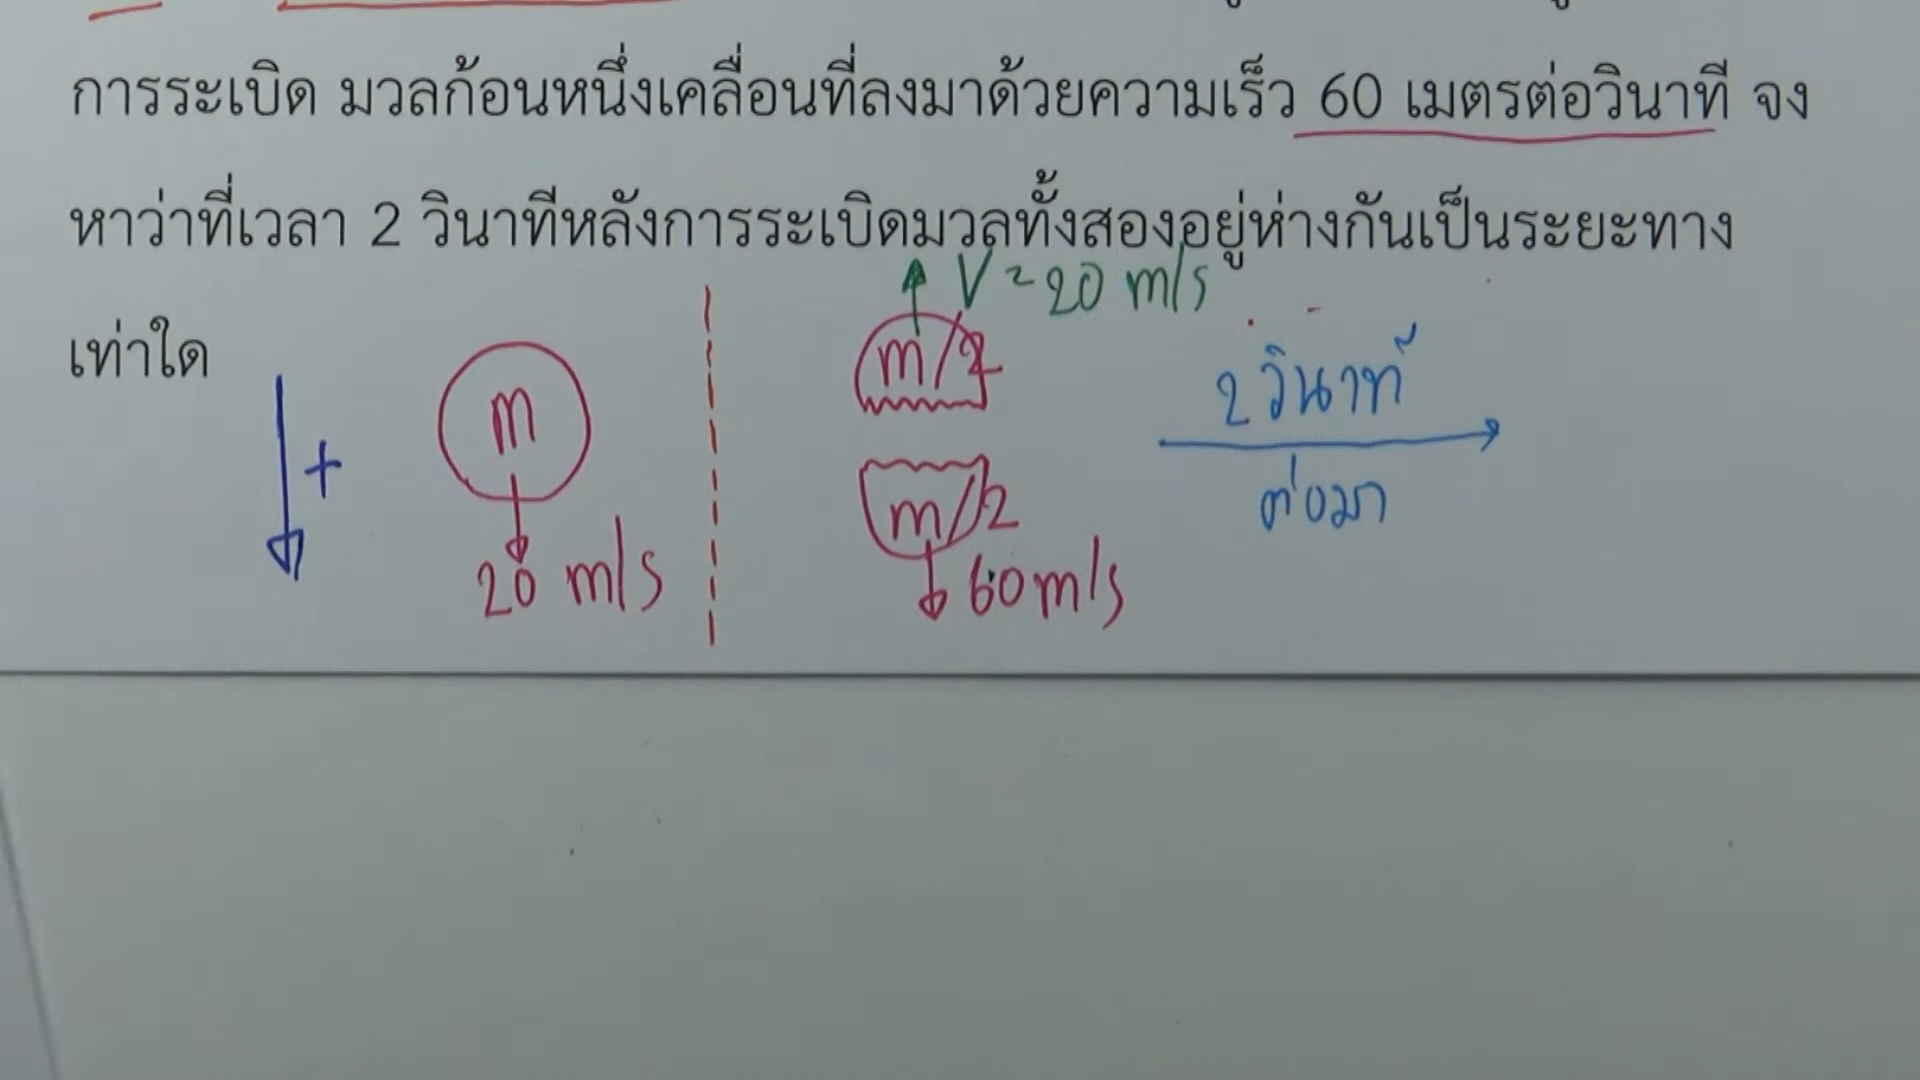 การระเบิด มวลก้อนหนึ่งเคลื่อนที่ลงมาด้วยความเร็ว 60 เมตรต่อวินาที จง
หาว่าที่เวลา 2 วินาทีหลังการระเบิดมวลทั้งสองอยู่ห่างกันเป็นระยะทาง
เท่าใด
V = 20 m/s
m/2
m
+
20 m/s
m/2
60 m/s
2 วินาที
ต่อมา